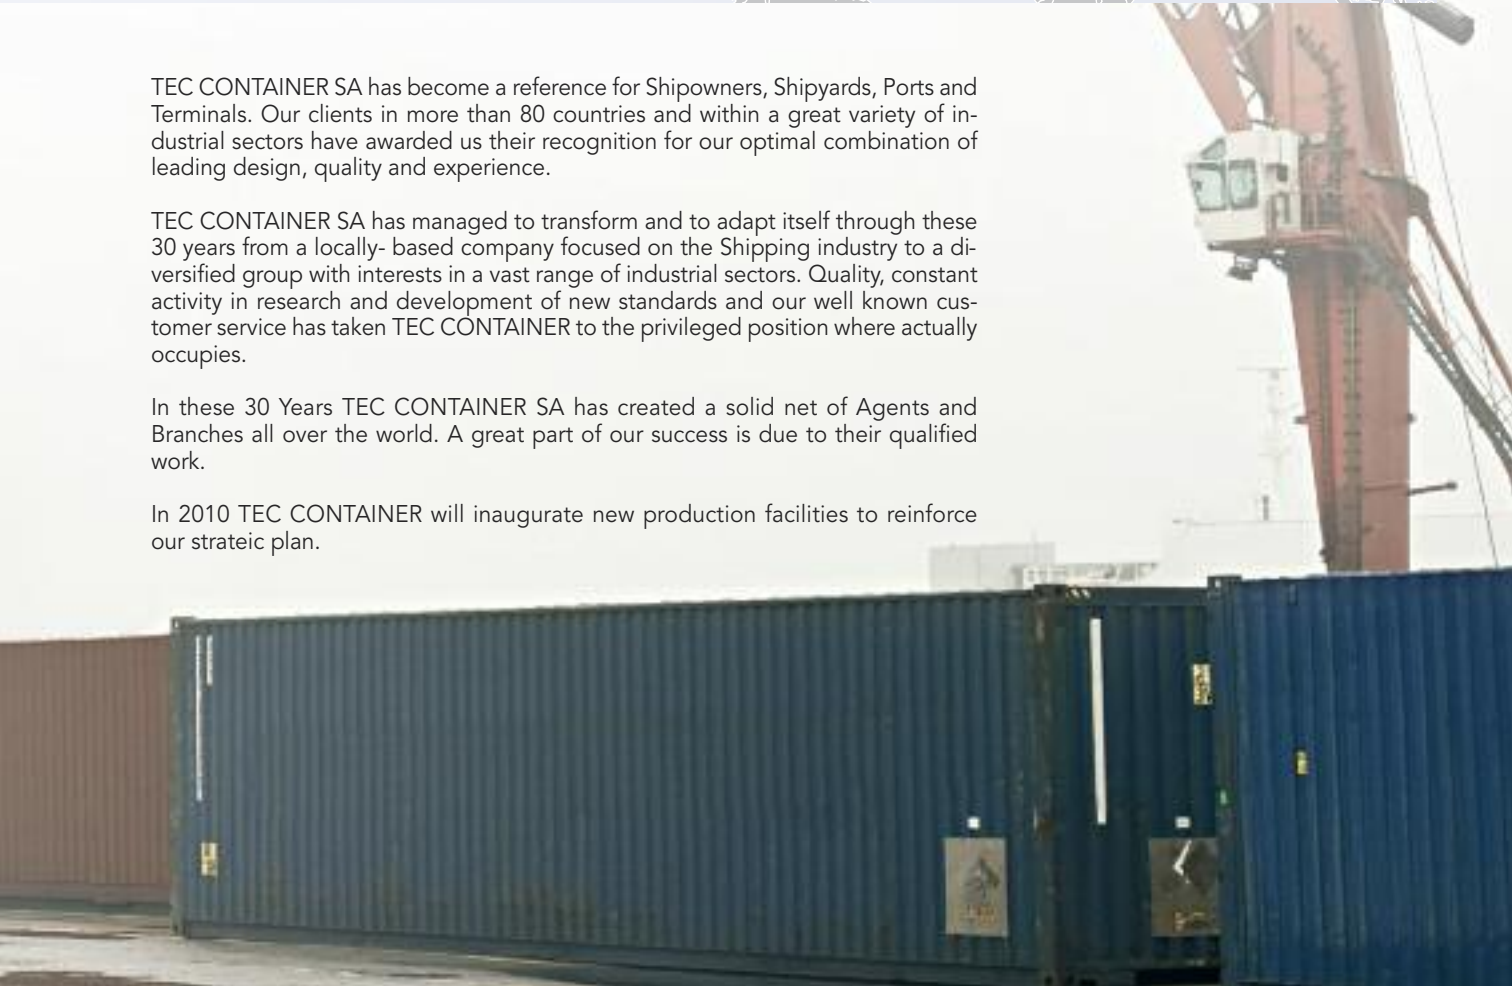 TEC CONTAINER SA has become a reference for Shipowners, Shipyards, Ports and
Terminals. Our clients in more than 80 countries and within a great variety of in-
dustrial sectors have awarded us their recognition for our optimal combination of
leading design, quality and experience.
TEC CONTAINER SA has managed to transform and to adapt itself through these
30 years from a locally- based company focused on the Shipping industry to a di-
versified group with interests in a vast range of industrial sectors. Quality, constant
activity in research and development of new standards and our well known cus-
tomer service has taken TEC CONTAINER to the privileged position where actually
occupies.
In these 30 Years TEC CONTAINER SA has created a solid net of Agents and
Branches all over the world. A great part of our success is due to their qualified
work.
In 2010 TEC CONTAINER will inaugurate new production facilities to reinforce
our strateic plan.